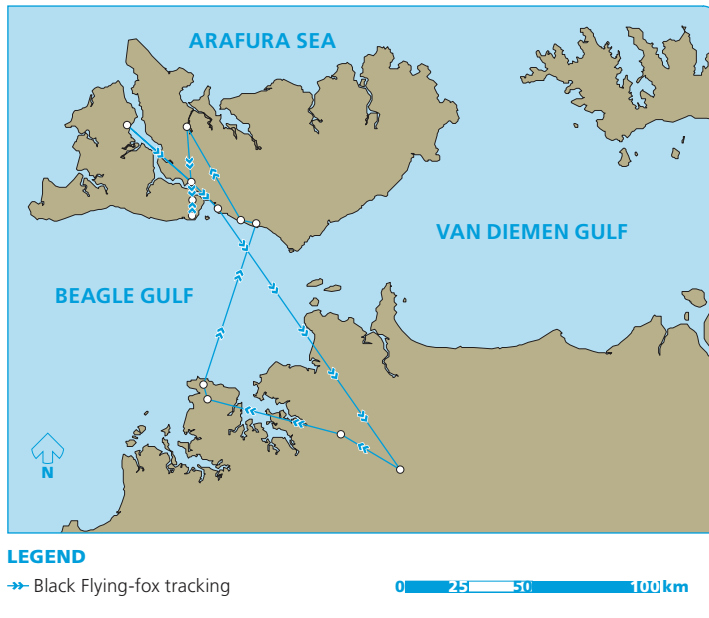 ARAFURA SEA
VAN DIEMEN GULF
BEAGLE GULF
N
LEGEND
Black Flying-fox tracking
0 25 50 100 km